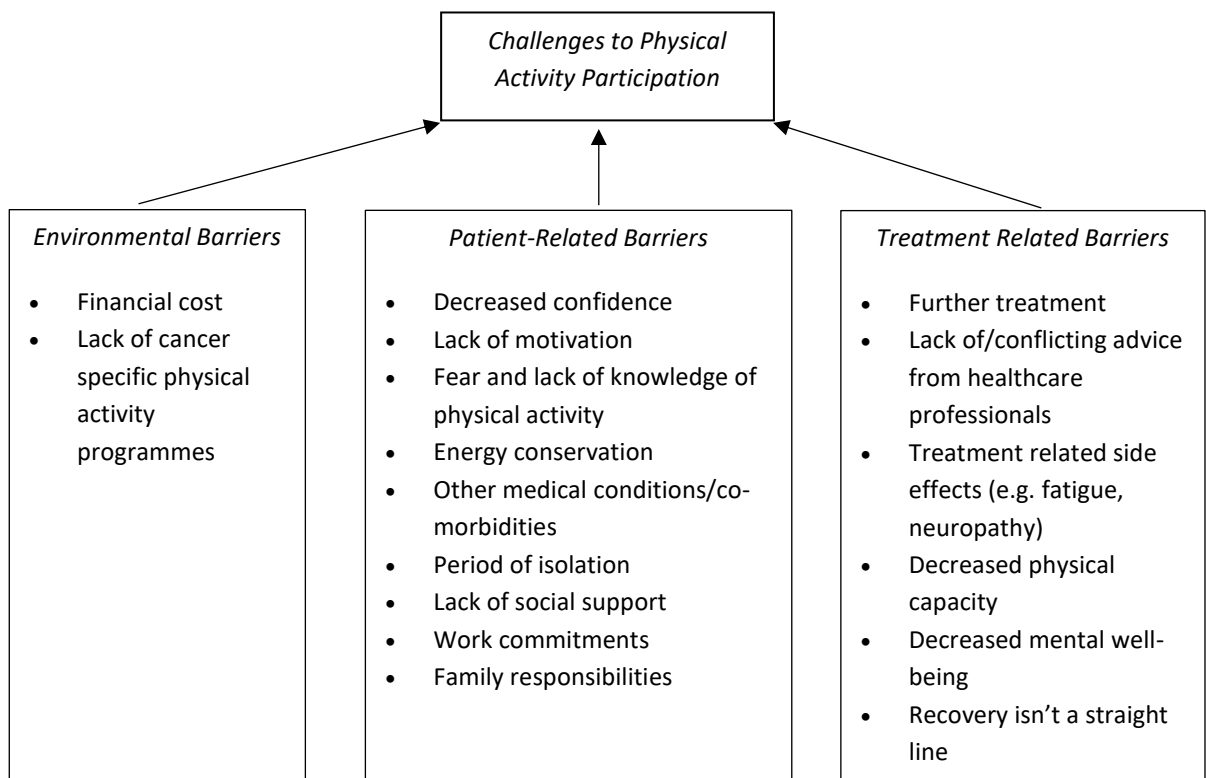 Challenges to Physical
Activity Participation
Environmental Barriers
• Financial cost
• Lack of cancer
specific physical
activity
programmes
Patient-Related Barriers
• Decreased confidence
• Lack of motivation
• Fear and lack of knowledge of
physical activity
• Energy conservation
• Other medical conditions/co-
morbidities
• Period of isolation
• Lack of social support
• Work commitments
• Family responsibilities
Treatment Related Barriers
• Further treatment
• Lack of/conflicting advice
from healthcare
professionals
• Treatment related side
effects (e.g. fatigue,
neuropathy)
• Decreased physical
capacity
• Decreased mental well-
being
• Recovery isn’t a straight
line